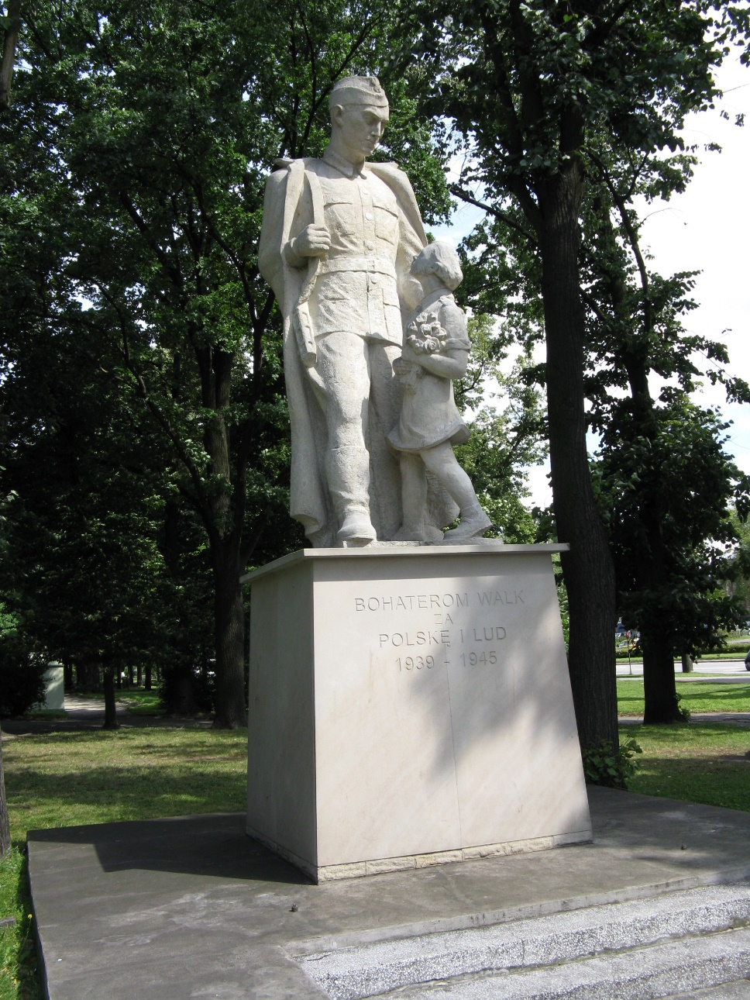 BOHATEROM WALK
ZA
POLSKĘ I LUD
1939 - 1945